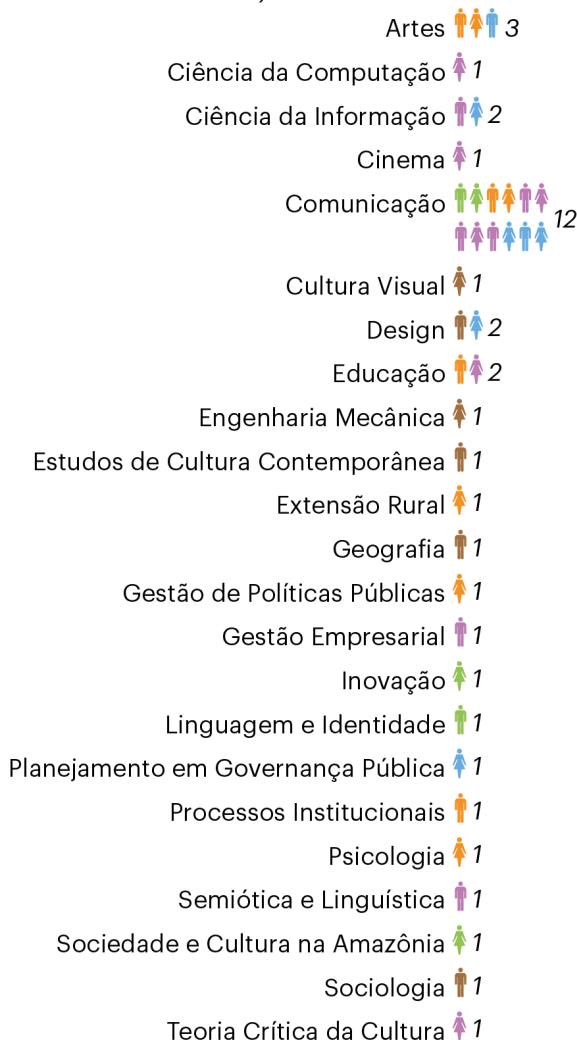 Artes 3
Ciência da Computação 1
Ciência da Informação 2
Cinema 1
Comunicação 12
Cultura Visual 1
Design 2
Educação 2
Engenharia Mecânica 1
Estudos de Cultura Contemporânea 1
Extensão Rural 1
Geografia 1
Gestão de Políticas Públicas 1
Gestão Empresarial 1
Inovação 1
Linguagem e Identidade 1
Planejamento em Governança Pública 1
Processos Institucionais 1
Psicologia 1
Semiótica e Linguística 1
Sociedade e Cultura na Amazônia 1
Sociologia 1
Teoria Crítica da Cultura 1